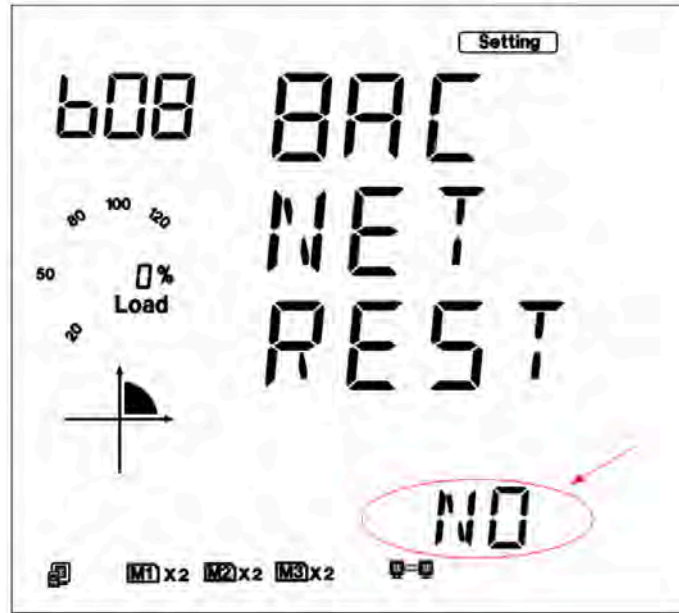 Setting
b08 BAC
NET
REST
80 100 120
50 0%
Load
20
NO
M1 X2 M2 X2 M3 X2